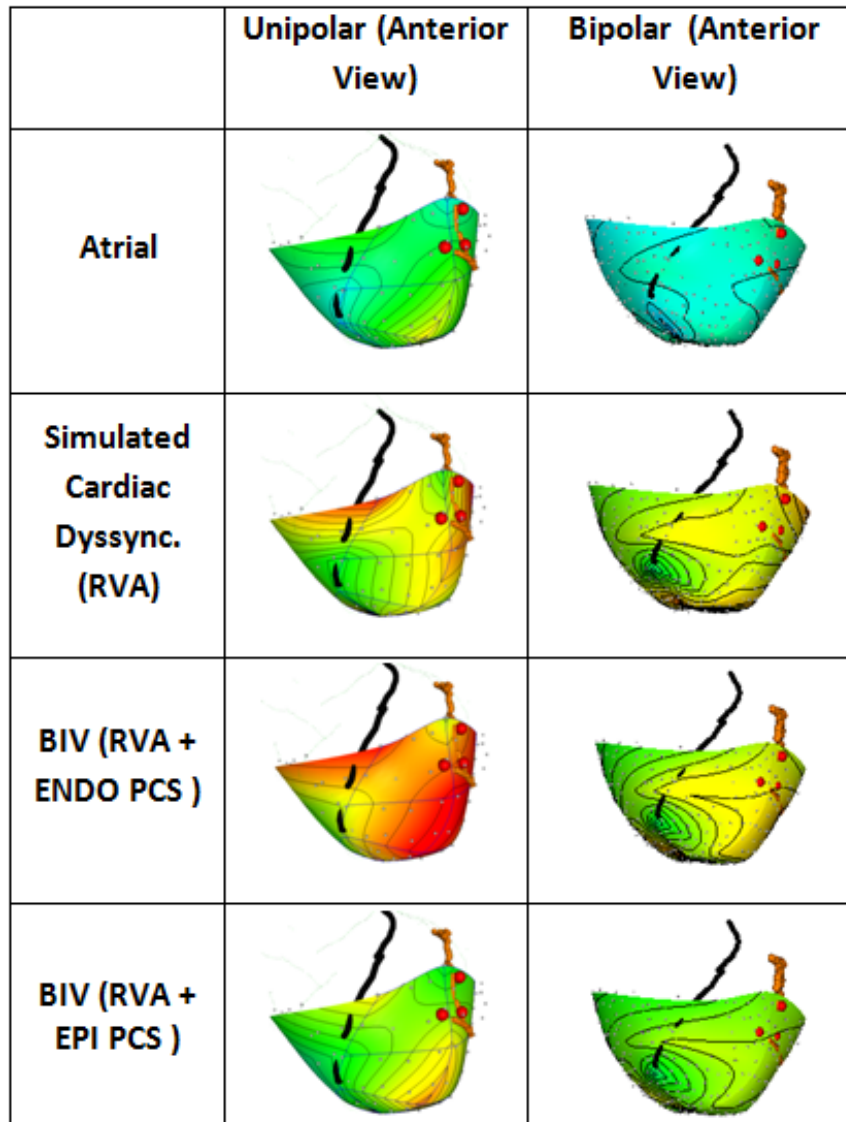 Unipolar (Anterior
View)
Bipolar (Anterior
View)
Atrial
Simulated
Cardiac
Dyssync.
(RVA)
BIV (RVA +
ENDO PCS )
BIV (RVA +
EPI PCS )